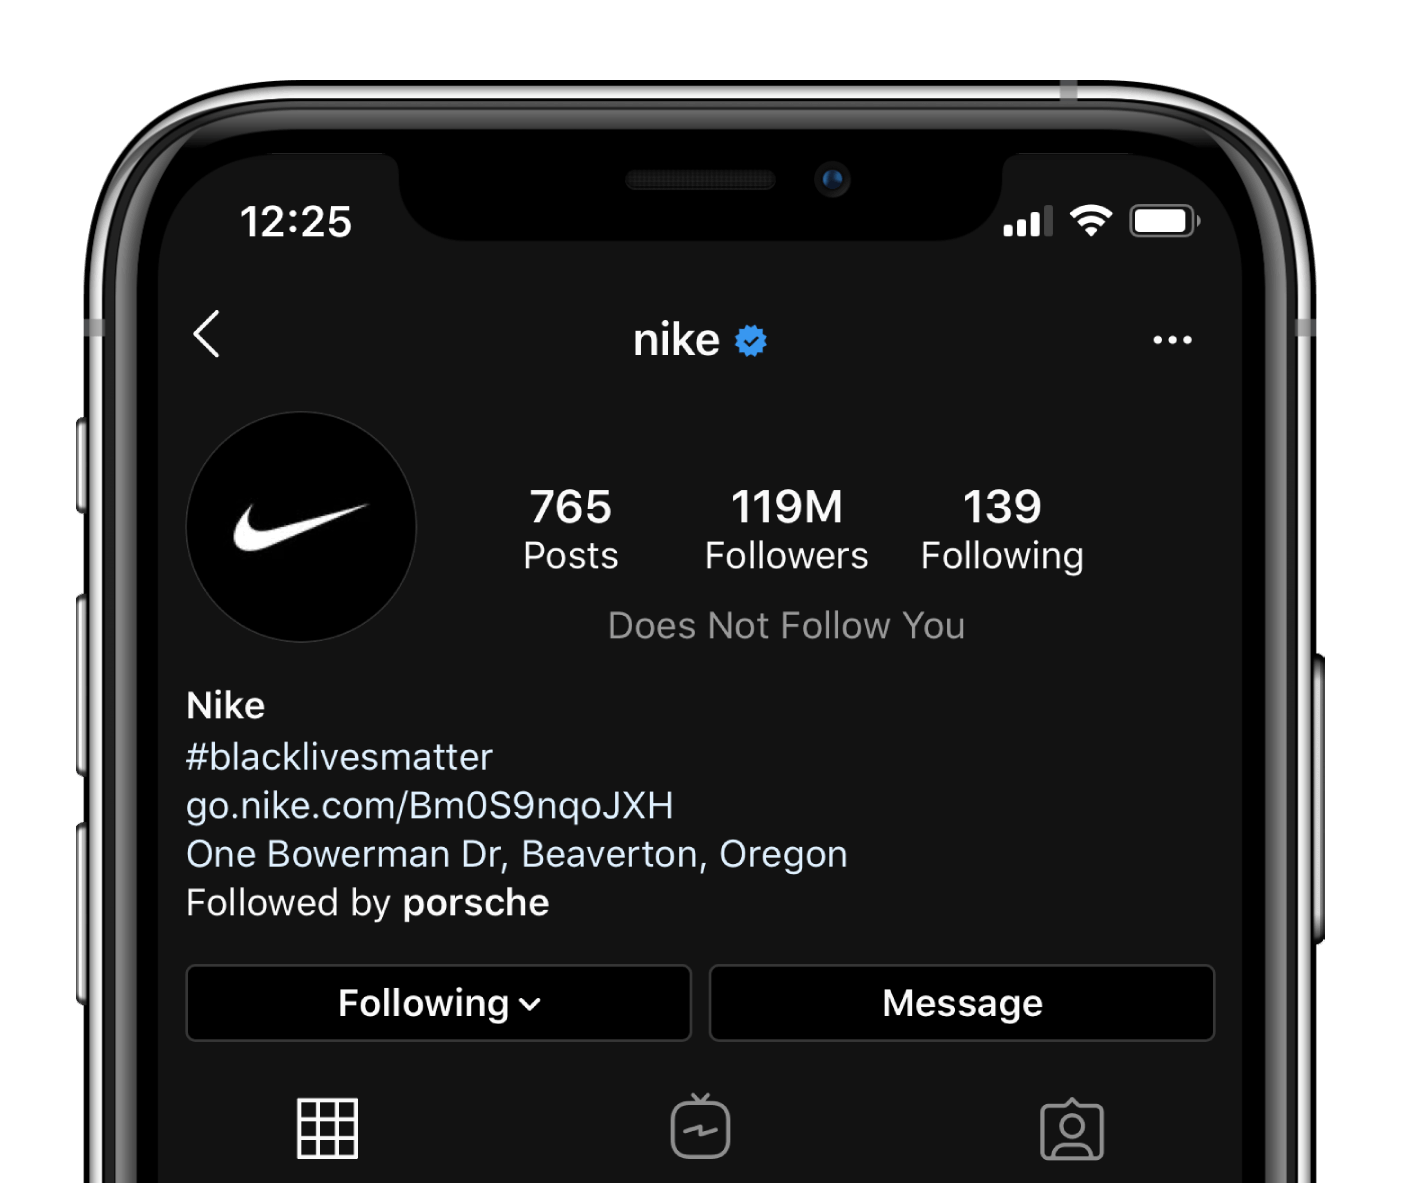 12:25
nike
765 119M 139
Posts Followers Following
Does Not Follow You
Nike
#blacklivesmatter
go.nike.com/Bm0S9nqoJXH
One Bowerman Dr, Beaverton, Oregon
Followed by porsche
Following Message